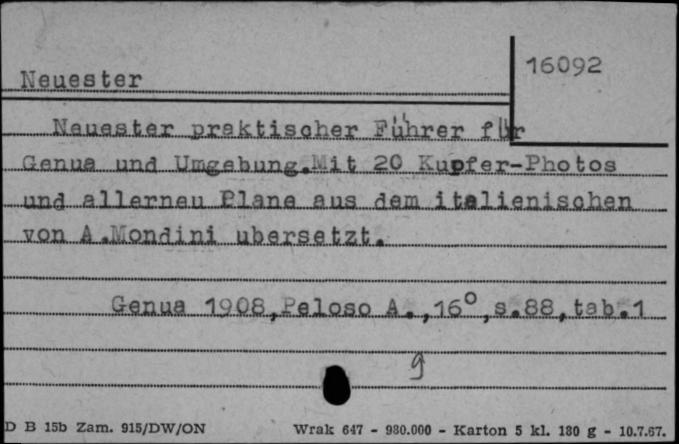 16092
Neuester
Neuester praktischer Führer für
Genua und Umgebung.Mit 20 Kupfer-Photos
und allerneu Plane aus dem italienischen
von A.Mondini ubersetzt.
Genua 1908,Peloso A.,16°,s.88,tab.1
g
D B 15b Zam. 915/DW/ON Wrak 647 - 980.000 - Karton 5 kl. 180 g - 10.7.67.